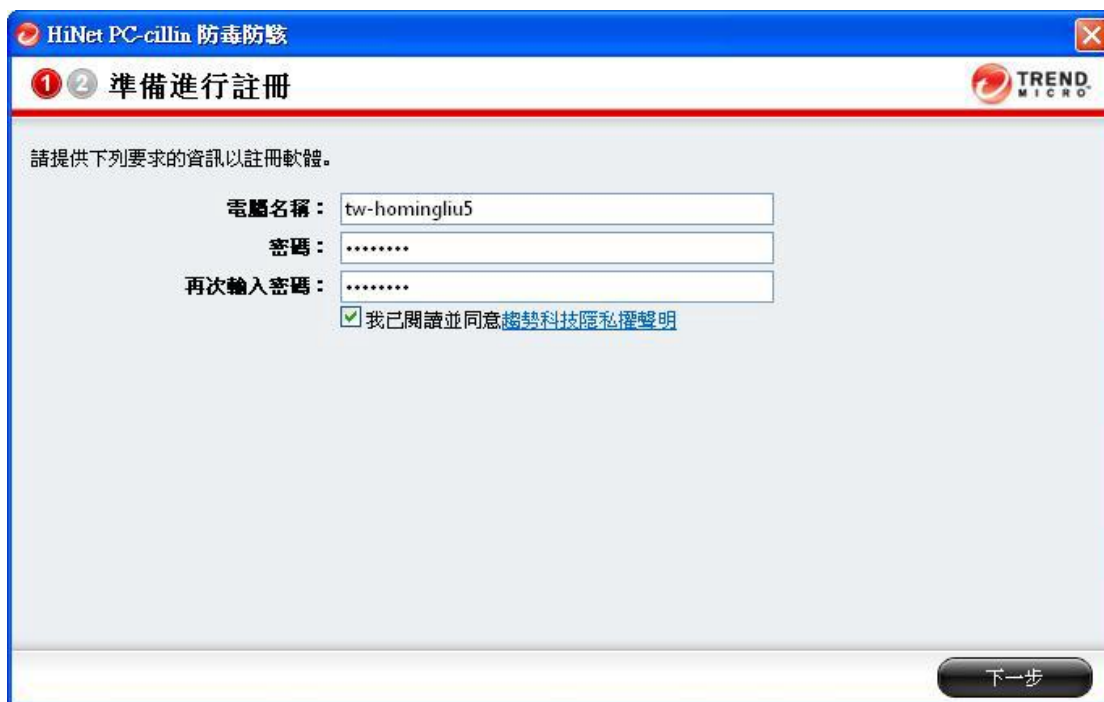 HiNet PC-cillin 防毒防駭
1 2 準備進行註冊
TREND MICRO
請提供下列要求的資訊以註冊軟體。
電腦名稱： tw-homingliu5
密碼： ••••••••
再次輸入密碼： ••••••••
我已閱讀並同意趨勢科技隱私權聲明
下一步